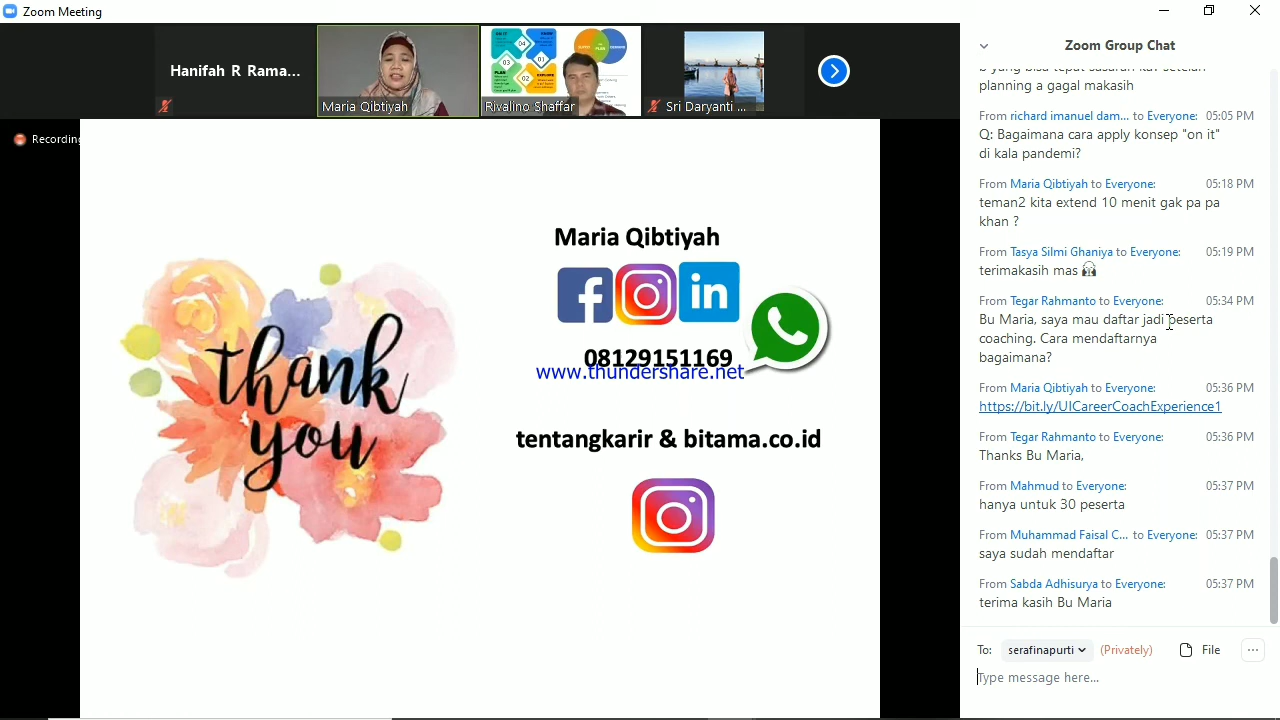 Zoom Meeting
Hanifah R Rama...
Maria Qibtiyah
Rivalino Shaffar
Sri Daryanti ...
Recording
thank
you
Maria Qibtiyah
f
in
08129151169
www.thundershare.net
tentangkarir & bitama.co.id
Zoom Group Chat
planning tp gagal makasih
From richard imanuel dam... to Everyone: 05:05 PM
Q: Bagaimana cara apply konsep "on it"
di kala pandemi?
From Maria Qibtiyah to Everyone: 05:18 PM
teman2 kita extend 10 menit gak pa pa
khan ?
From Tasya Silmi Ghaniya to Everyone: 05:19 PM
terimakasih mas
From Tegar Rahmanto to Everyone: 05:34 PM
Bu Maria. saya mau daftar jadi peserta
coaching. Cara mendaftarnya
bagaimana?
From Maria Qibtiyah to Everyone: 05:36 PM
https://bit.ly/UICareerCoachExperience1
From Tegar Rahmanto to Everyone: 05:36 PM
Thanks Bu Maria,
From Mahmud to Everyone: 05:37 PM
hanya untuk 30 peserta
From Muhammad Faisal C... to Everyone: 05:37 PM
saya sudah mendaftar
From Sabda Adhisurya to Everyone: 05:37 PM
terima kasih Bu Maria
To: serafinapurti (Privately) File
Type message here...